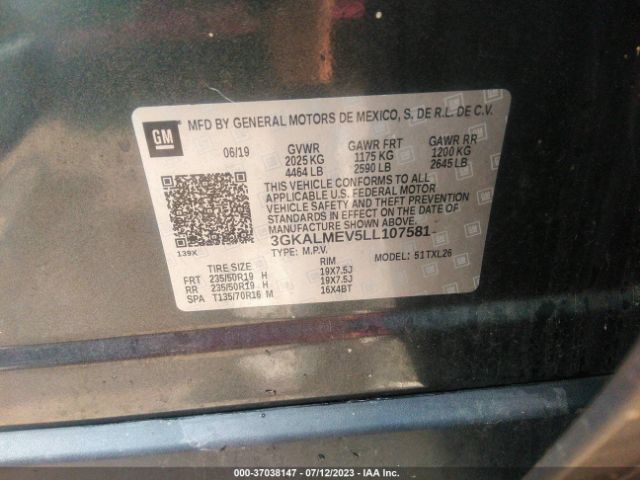 GM
MFD BY GENERAL MOTORS DE MEXICO, S. DE R.L. DE C.V.
06/19 GVWR GAWR FRT GAWR RR
2025 KG 1175 KG 1200 KG
4464 LB 2590 LB 2645 LB
THIS VEHICLE CONFORMS TO ALL
APPLICABLE U.S. FEDERAL MOTOR
VEHICLE SAFETY AND THEFT PREVENTION
STANDARDS IN EFFECT ON THE DATE OF
MANUFACTURE SHOWN ABOVE.
3GKALMEV5LL107581-
139X TYPE: M.P.V. MODEL: 51TXL26
TIRE SIZE RIM
FRT 235/50R19 H 19X7.5J
RR 235/50R19 H 19X7.5J
SPA T135/70R16 M 16X4BT
000-37038147 - 07/12/2023 - IAA Inc.